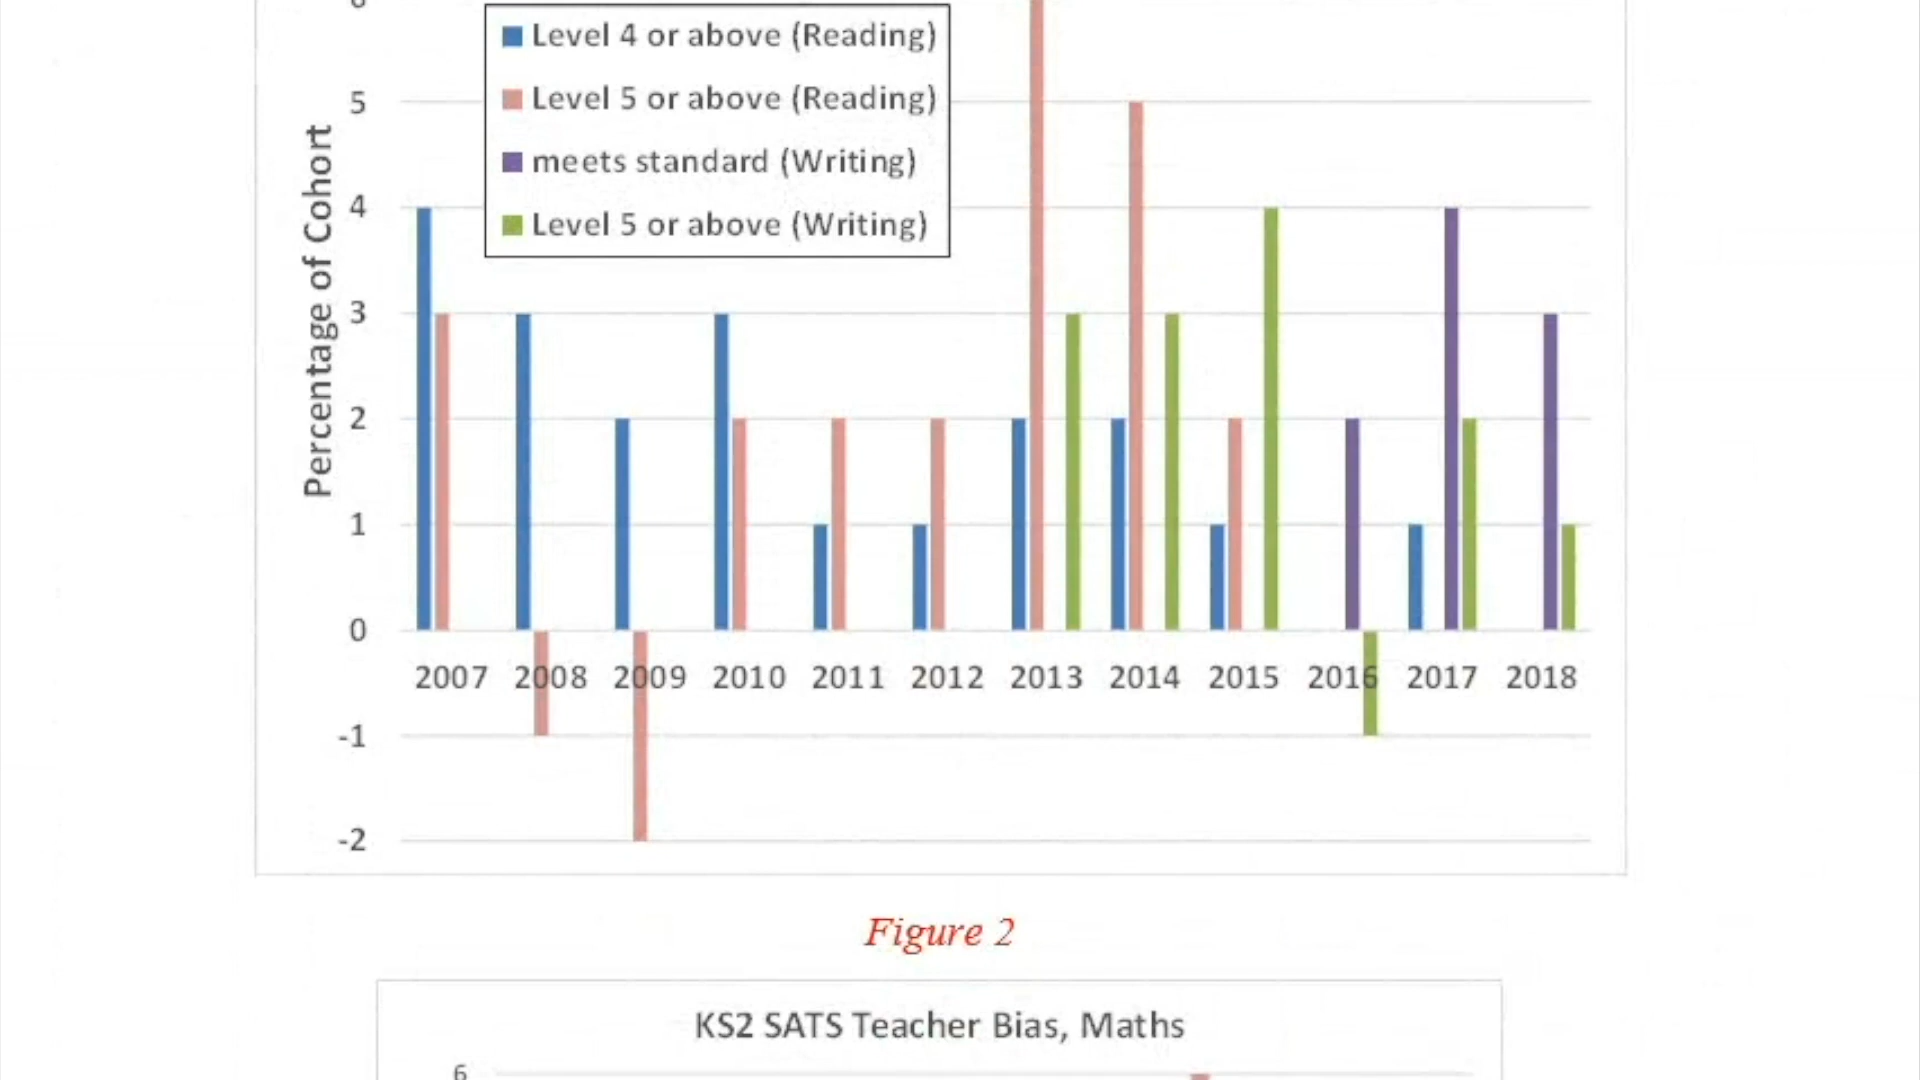 6
Level 4 or above (Reading)
Level 5 or above (Reading)
meets standard (Writing)
Level 5 or above (Writing)
Percentage of Cohort
5
4
3
2
1
0
-1
-2
2007 2008 2009 2010 2011 2012 2013 2014 2015 2016 2017 2018
Figure 2
KS2 SATS Teacher Bias, Maths
6